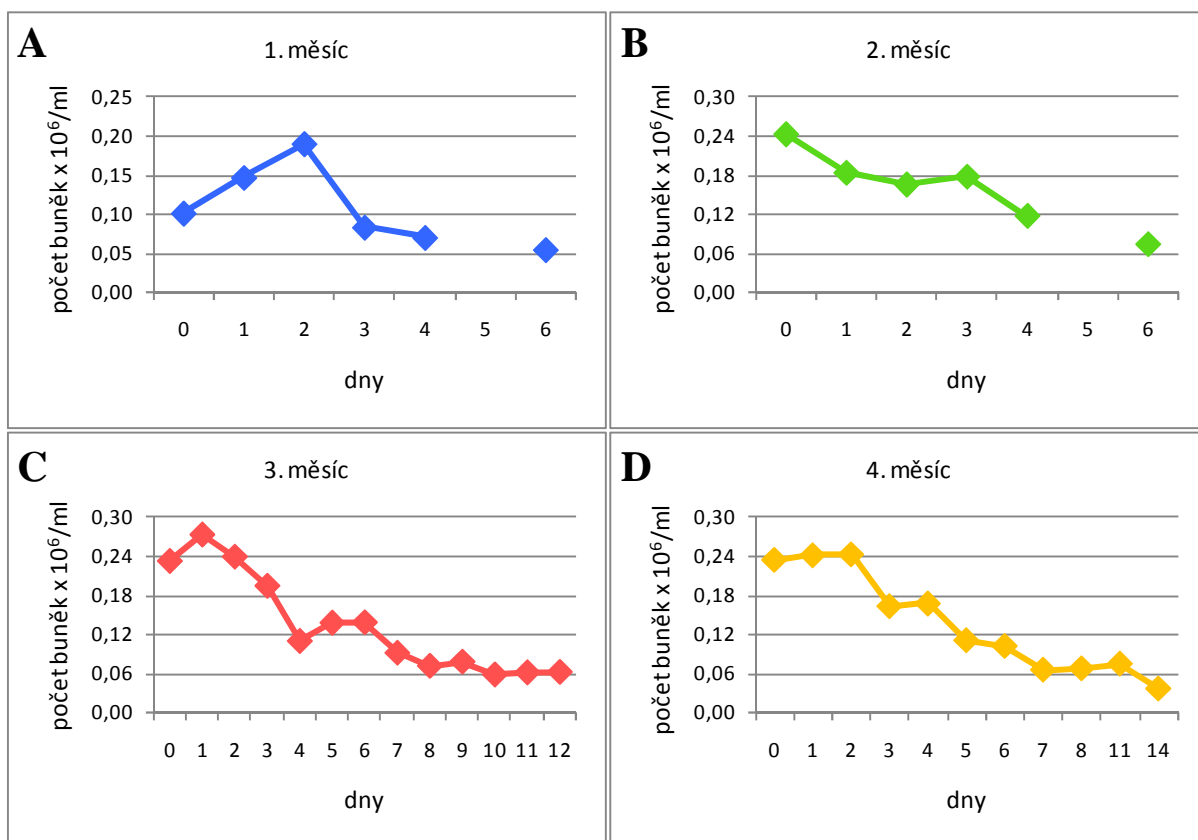 A
1. měsíc
počet buněk x 10⁶/ml
0,25
0,20
0,15
0,10
0,05
0,00
0 1 2 3 4 5 6
dny
B
2. měsíc
počet buněk x 10⁶/ml
0,30
0,24
0,18
0,12
0,06
0,00
0 1 2 3 4 5 6
dny
C
3. měsíc
počet buněk x 10⁶/ml
0,30
0,24
0,18
0,12
0,06
0,00
0 1 2 3 4 5 6 7 8 9 10 11 12
dny
D
4. měsíc
počet buněk x 10⁶/ml
0,30
0,24
0,18
0,12
0,06
0,00
0 1 2 3 4 5 6 7 8 11 14
dny